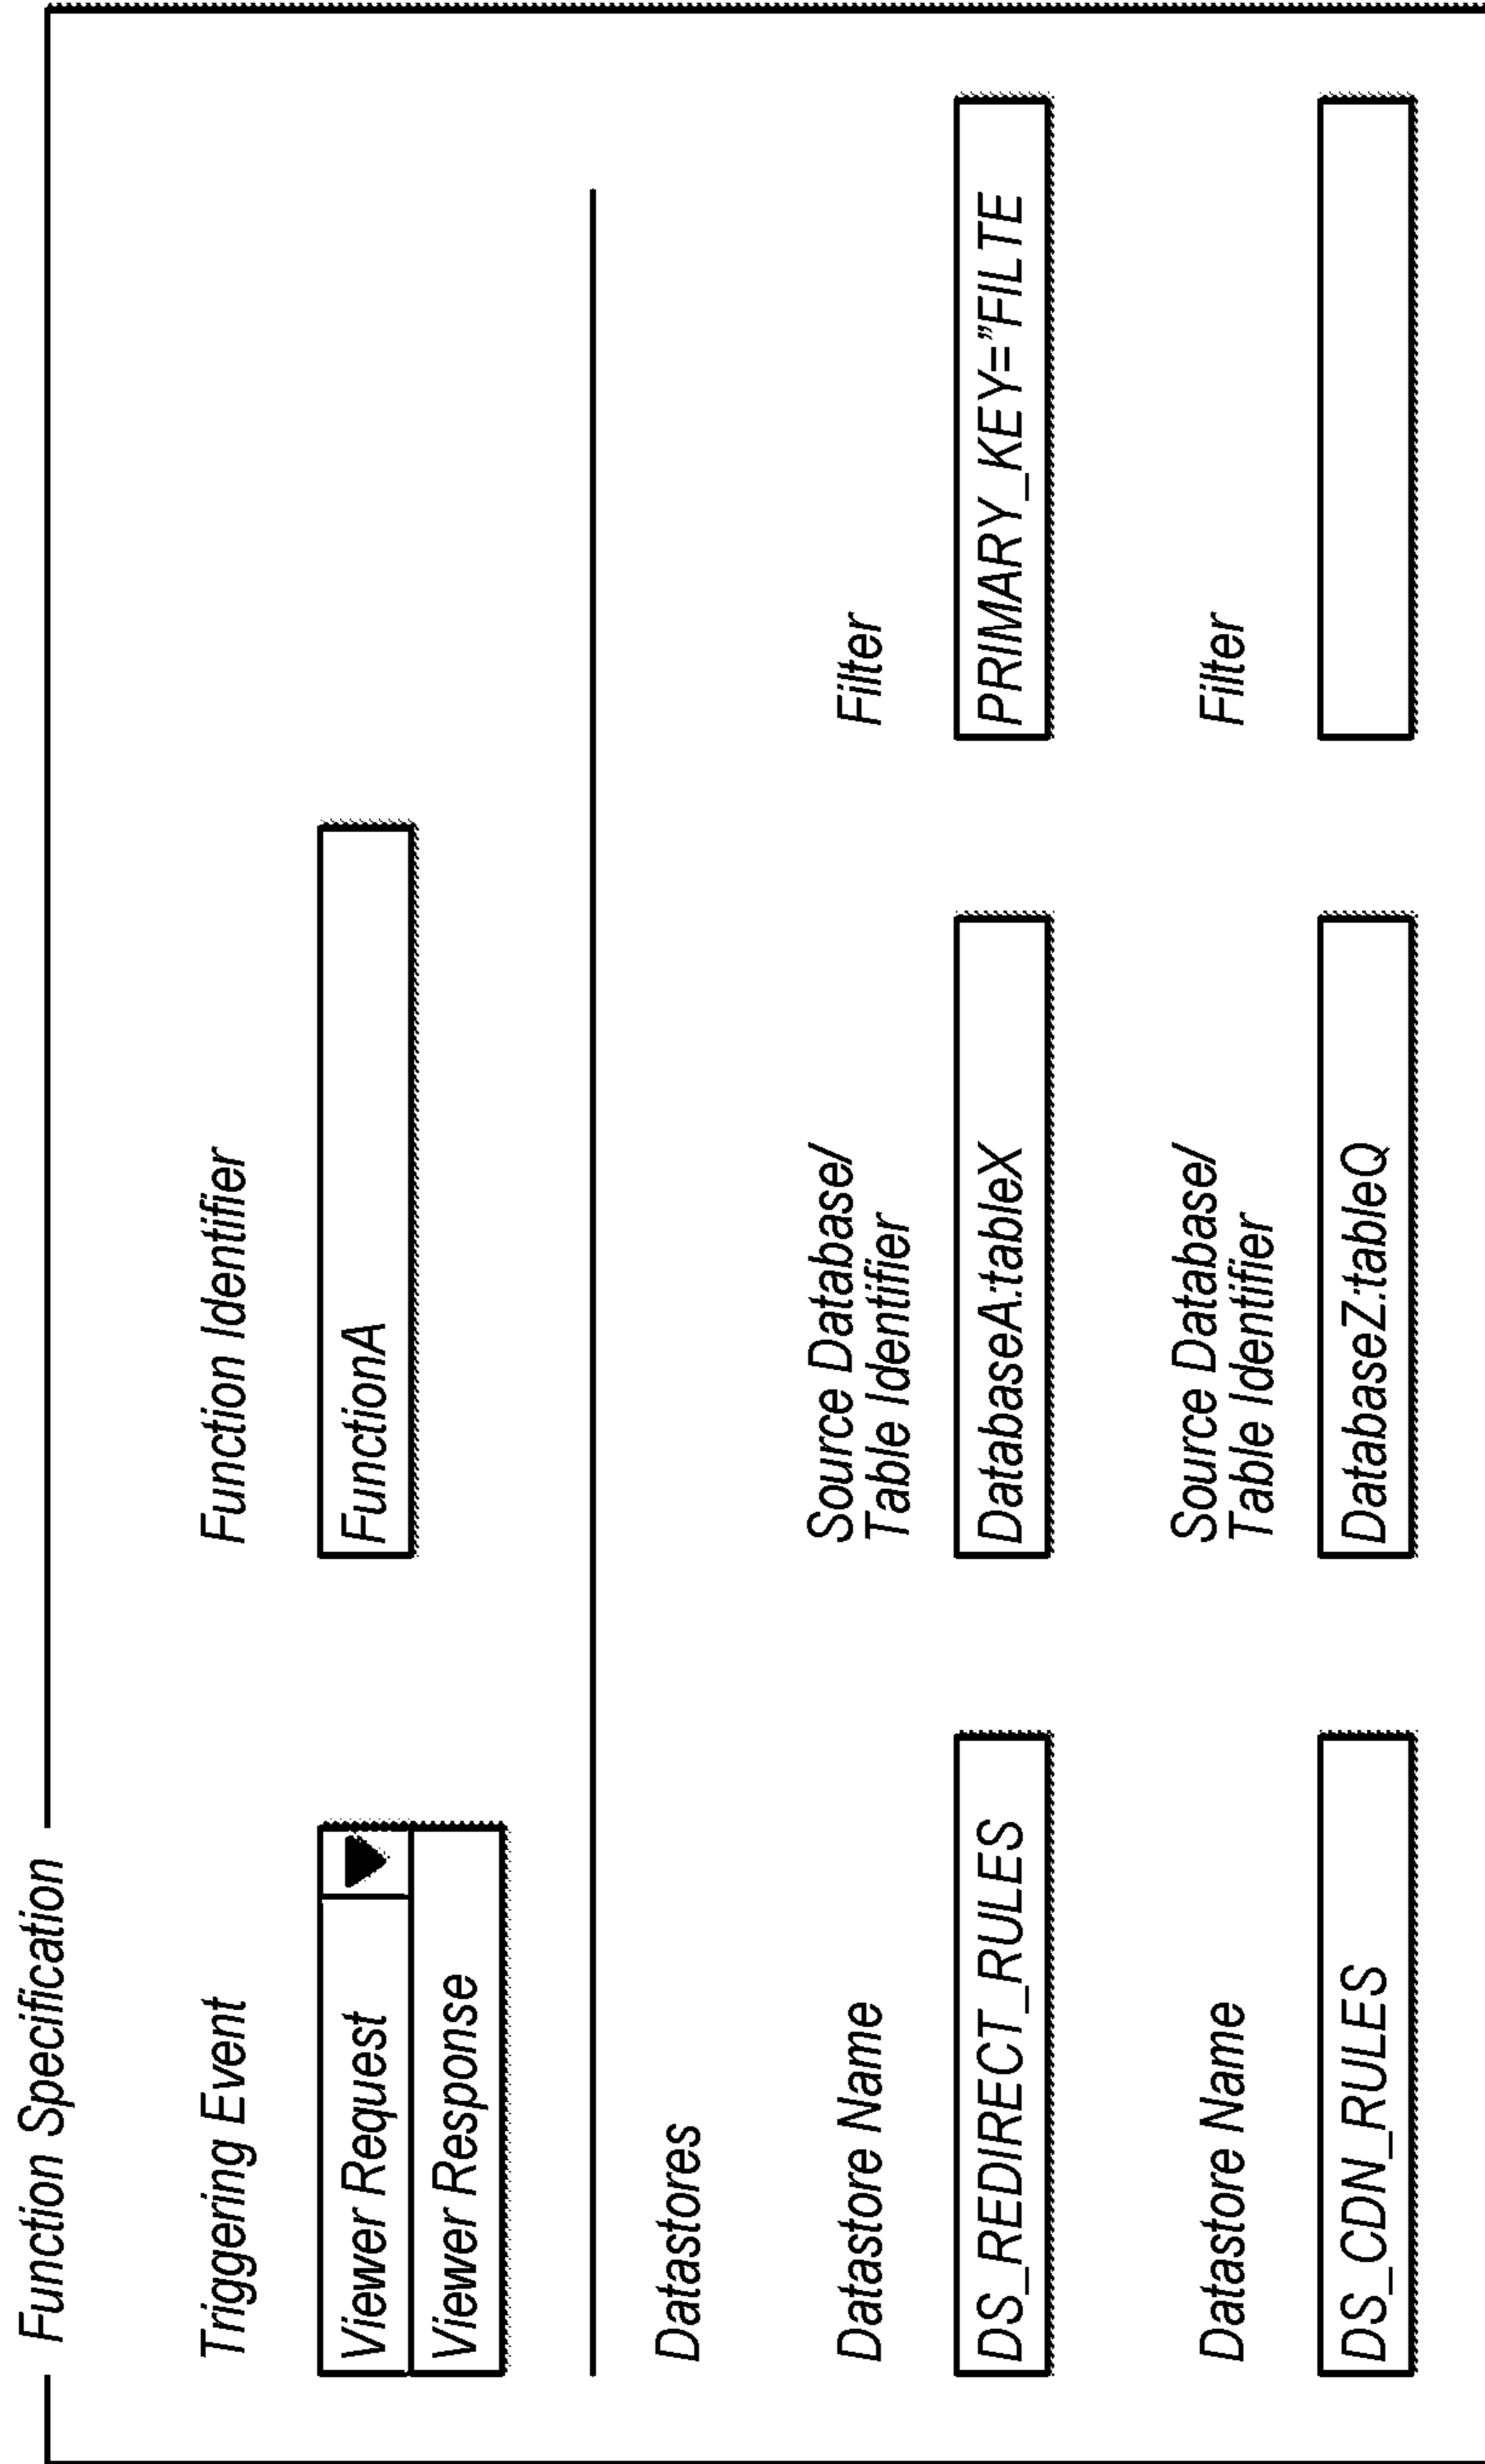 Function Specification
Triggering Event
Function Identifier
Viewer Request
FunctionA
Viewer Response
Datastores
Datastore Name
Source Database/
Table Identifier
Filter
DS_REDIRECT_RULES
DatabaseA:tableX
PRIMARY_KEY="FILTE
Datastore Name
Source Database/
Table Identifier
Filter
DS_CDN_RULES
DatabaseZ:tableQ